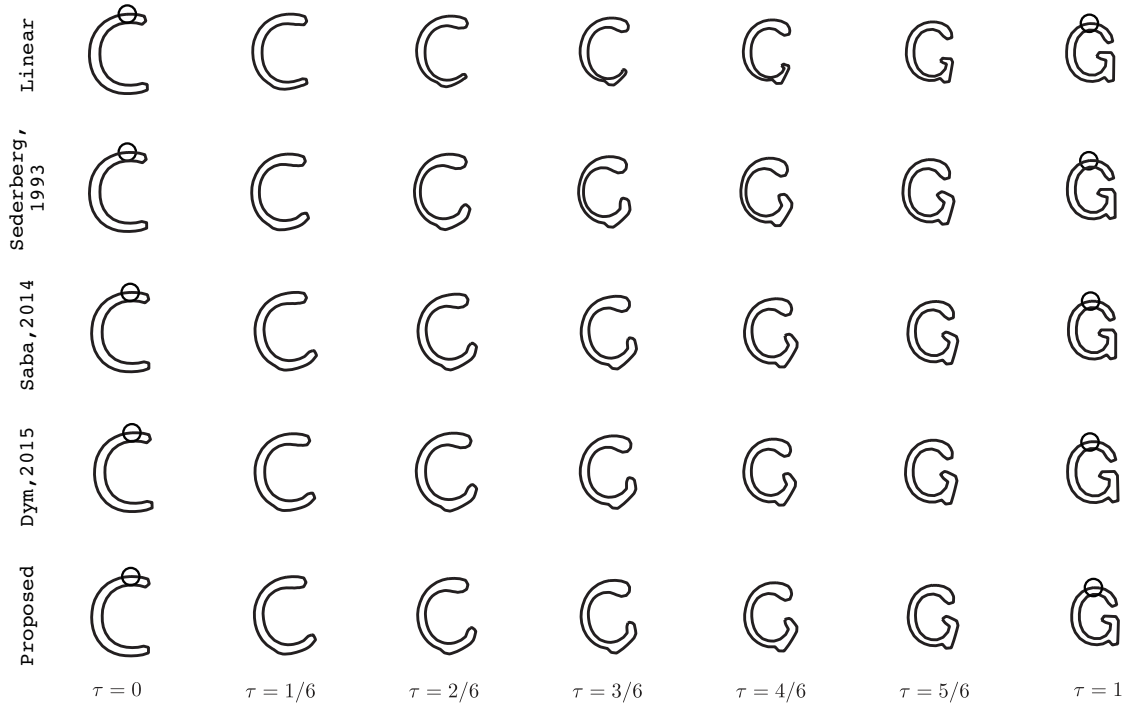 Linear
C C C C C G G
Sederberg,
1993
C C C C G G G
Saba,2014
C C C C G G G
Dym,2015
C C C C G G G
Proposed
C C C C G G G
τ = 0 τ = 1/6 τ = 2/6 τ = 3/6 τ = 4/6 τ = 5/6 τ = 1